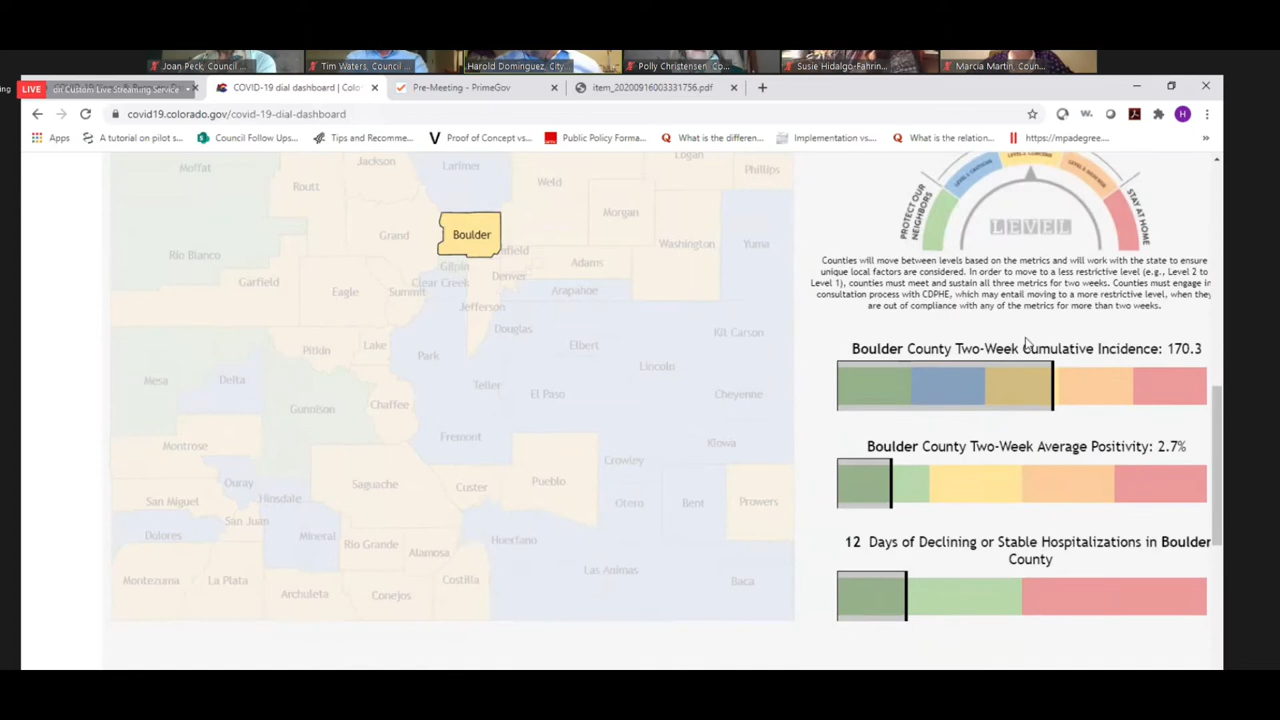 Joan Peck, Council ...
Tim Waters, Council ...
Harold Dominguez, City...
Polly Christensen, Co...
Susie Hidalgo-Fahrin...
Marcia Martin, Coun...
LIVE
Custom Live Streaming Service
COVID-19 dial dashboard | Colo
Pre-Meeting - PrimeGov
item_20200916003331756.pdf
covid19.colorado.gov/covid-19-dial-dashboard
H
Apps
A tutorial on pilot s...
Council Follow Ups...
Tips and Recomme...
Proof of Concept vs...
Public Policy Forma...
What is the differen...
Implementation vs...
What is the relation...
https://mpadegree...
Moffat
Jackson
Larimer
Logan
Phillips
Routt
Weld
Morgan
Grand
Boulder
Washington
Yuma
Rio Blanco
Gilpin
Adams
Denver
Garfield
Eagle
Summit
Clear Creek
Arapahoe
Jefferson
Douglas
Kit Carson
Pitkin
Lake
Park
Elbert
Lincoln
Mesa
Delta
Teller
El Paso
Cheyenne
Gunnison
Chaffee
Fremont
Kiowa
Montrose
Crowley
Ouray
Saguache
Custer
Pueblo
San Miguel
Hinsdale
Otero
Bent
Prowers
San Juan
Dolores
Mineral
Rio Grande
Alamosa
Huerfano
Las Animas
Montezuma
La Plata
Archuleta
Conejos
Costilla
Baca
PROTECT OUR
NEIGHBORS
STAY AT HOME
LEVEL
Counties will move between levels based on the metrics and will work with the state to ensure
unique local factors are considered. In order to move to a less restrictive level (e.g., Level 2 to
Level 1), counties must meet and sustain all three metrics for two weeks. Counties must engage in
consultation process with CDPHE, which may entail moving to a more restrictive level, when they
are out of compliance with any of the metrics for more than two weeks.
Boulder County Two-Week Cumulative Incidence: 170.3
Boulder County Two-Week Average Positivity: 2.7%
12 Days of Declining or Stable Hospitalizations in Boulder
County